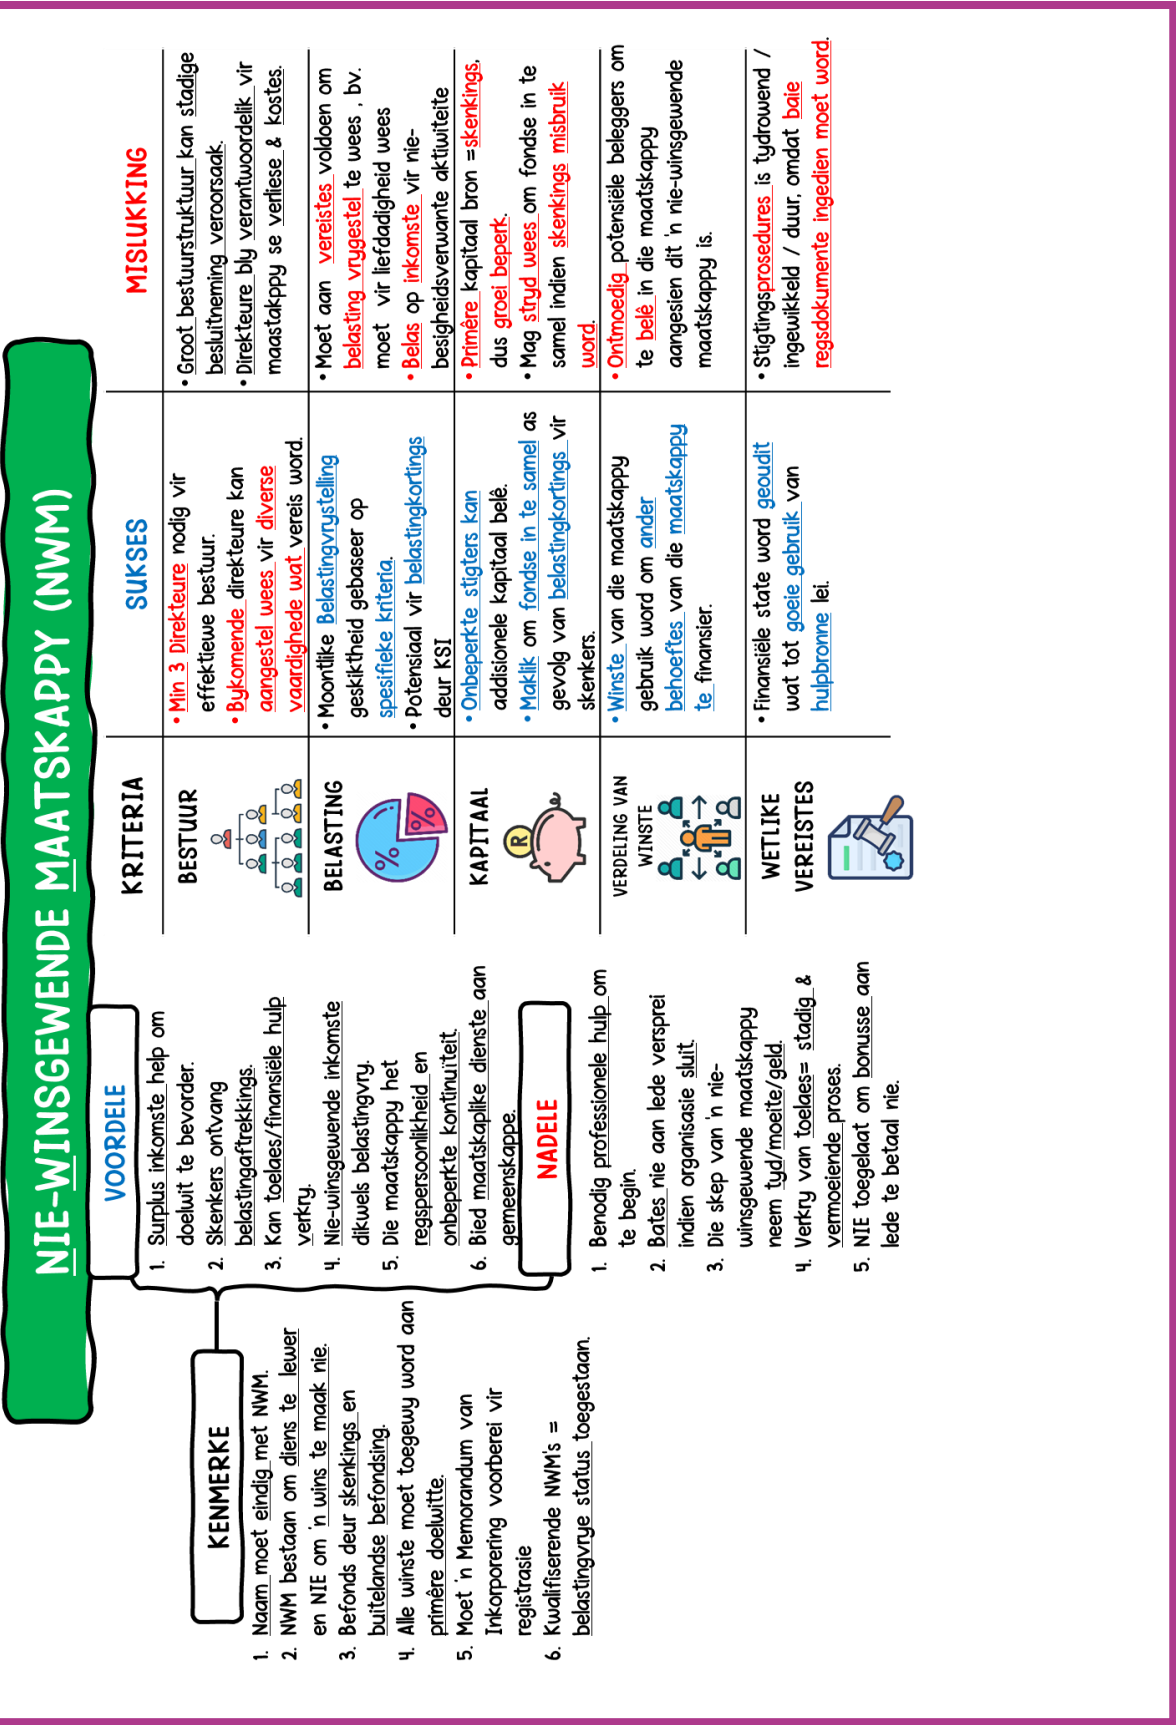 NIE-WINSGEWENDE MAATSKAPPY (NWM)
KENMERKE
1. Naam moet eindig met NWM.
2. NWM bestaan om diens te lewer
en NIE om 'n wins te maak nie.
3. Befonds deur skenkings en
buitelandse befondsing.
4. Alle winste moet toegewy word aan
primêre doelwitte.
5. Moet 'n Memorandum van
Inkorporering voorberei vir
registrasie
6. Kwalifiserende NWM's =
belastingvrye status toegestaan.
VOORDELE
1. Surplus inkomste help om
doelwit te bevorder.
2. Skenkers ontvang
belastingaftrekkings.
3. Kan toelaes/finansiële hulp
verkry.
4. Nie-winsgewende inkomste
dikwels belastingvry.
5. Die maatskappy het
regspersoonlikheid en
onbeperkte kontinuïteit.
6. Bied maatskaplike dienste aan
gemeenskappe.
NADELE
1. Benodig professionele hulp om
te begin.
2. Bates nie aan lede versprei
indien organisasie sluit.
3. Die skep van 'n nie-
winsgewende maatskappy
neem tyd/moeite/geld.
4. Verkry van toelaes= stadig &
vermoeiende proses.
5. NIE toegelaat om bonusse aan
lede te betaal nie.
KRITERIA
SUKSES
MISLUKKING
BESTUUR
• Min 3 Direkteure nodig vir
effektiewe bestuur.
• Bykomende direkteure kan
aangestel wees vir diverse
vaardighede wat vereis word.
• Groot bestuurstruktuur kan stadige
besluitneming veroorsaak.
• Direkteure bly verantwoordelik vir
maastakppy se verliese & kostes.
BELASTING
% %
• Moontlike Belastingvrystelling
geskiktheid gebaseer op
spesifieke kriteria.
• Potensiaal vir belastingkortings
deur KSI
• Moet aan vereistes voldoen om
belasting vrygestel te wees , bv.
moet vir liefdadigheid wees
• Belas op inkomste vir nie-
besigheidsverwante aktiwiteite
KAPITAAL
R
• Onbeperkte stigters kan
addisionele kapitaal belê.
• Maklik om fondse in te samel as
gevolg van belastingkortings vir
skenkers.
• Primêre kapitaal bron =skenkings,
dus groei beperk.
• Mag stryd wees om fondse in te
samel indien skenkings misbruik
word.
VERDELING VAN
WINSTE
• Winste van die maatskappy
gebruik word om ander
behoeftes van die maatskappy
te finansier.
• Ontmoedig potensiële beleggers om
te belê in die maatskappy
aangesien dit 'n nie-winsgewende
maatskappy is.
WETLIKE
VEREISTES
• Finansiële state word geoudit
wat tot goeie gebruik van
hulpbronne lei.
• Stigtingsprosedures is tydrowend /
ingewikkeld / duur, omdat baie
regsdokumente ingedien moet word.